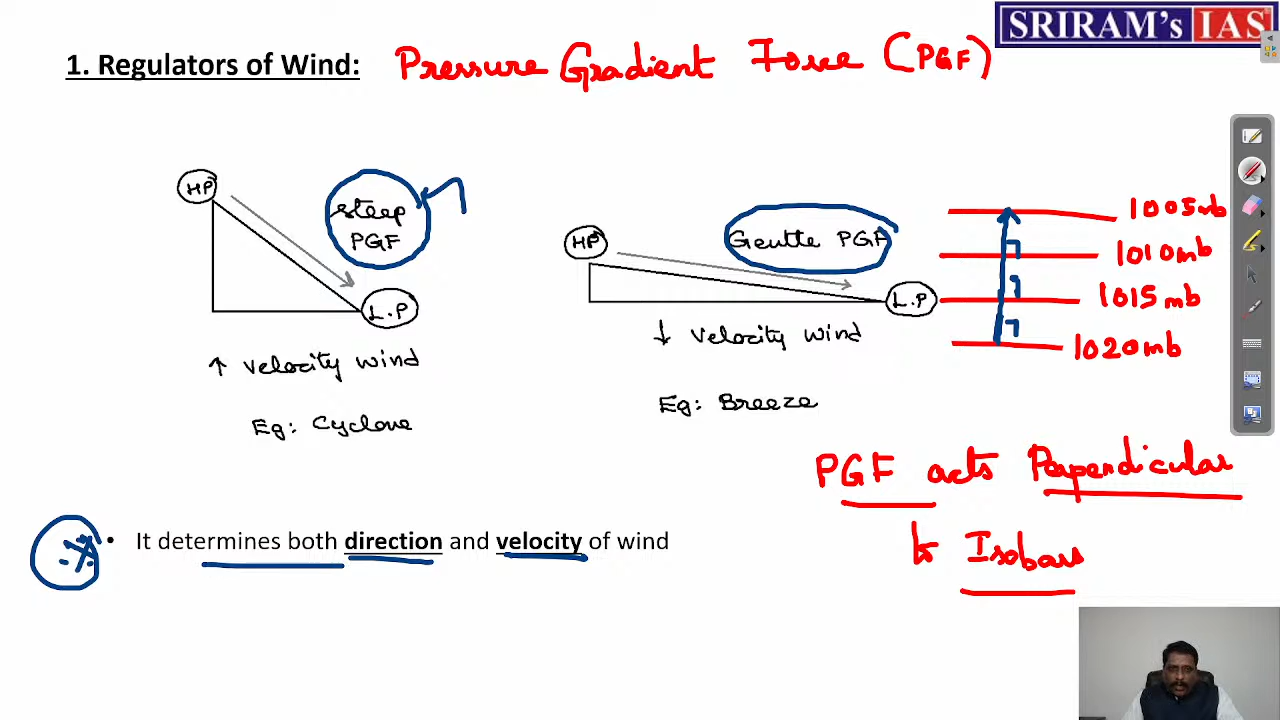 SRIRAM's IAS
1. Regulators of Wind: Pressure Gradient Force (PGF)
HP
steep
PGF
L.P
↑ velocity wind
Eg: Cyclone
HP
Gentle PGF
L.P
↓ velocity wind
Eg: Breeze
1005mb
1010mb
1015mb
1020mb
PGF acts Perpendicular
to Isobars
• It determines both direction and velocity of wind